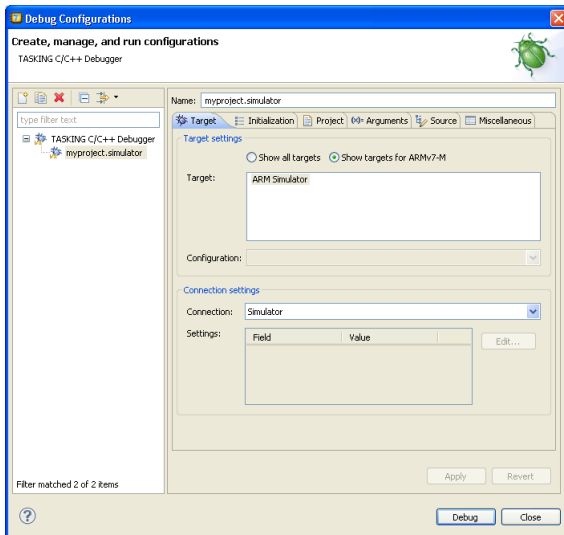 Debug Configurations
Create, manage, and run configurations
TASKING C/C++ Debugger
type filter text
TASKING C/C++ Debugger
myproject.simulator
Filter matched 2 of 2 items
Name: myproject.simulator
Target Initialization Project (x)= Arguments Source Miscellaneous
Target settings
Show all targets Show targets for ARMv7-M
Target: ARM Simulator
Configuration:
Connection settings
Connection: Simulator
Settings: Field Value Edit...
Apply Revert
? Debug Close